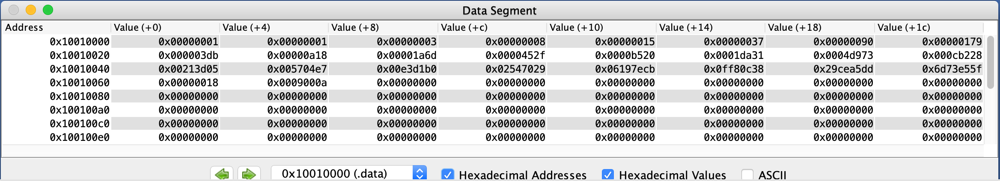 Data Segment
Address Value (+0) Value (+4) Value (+8) Value (+c) Value (+10) Value (+14) Value (+18) Value (+1c)
0x10010000 0x00000001 0x00000001 0x00000003 0x00000008 0x00000015 0x00000037 0x00000090 0x00000179
0x10010020 0x000003db 0x00000a18 0x00001a6d 0x0000452f 0x0000b520 0x0001da31 0x0004d973 0x000cb228
0x10010040 0x00213d05 0x005704e7 0x00e3d1b0 0x02547029 0x06197ecb 0x0ff80c38 0x29cea5dd 0x6d73e55f
0x10010060 0x00000018 0x0009000a 0x00000000 0x00000000 0x00000000 0x00000000 0x00000000 0x00000000
0x10010080 0x00000000 0x00000000 0x00000000 0x00000000 0x00000000 0x00000000 0x00000000 0x00000000
0x100100a0 0x00000000 0x00000000 0x00000000 0x00000000 0x00000000 0x00000000 0x00000000 0x00000000
0x100100c0 0x00000000 0x00000000 0x00000000 0x00000000 0x00000000 0x00000000 0x00000000 0x00000000
0x100100e0 0x00000000 0x00000000 0x00000000 0x00000000 0x00000000 0x00000000 0x00000000 0x00000000
0x10010000 (.data) Hexadecimal Addresses Hexadecimal Values ASCII